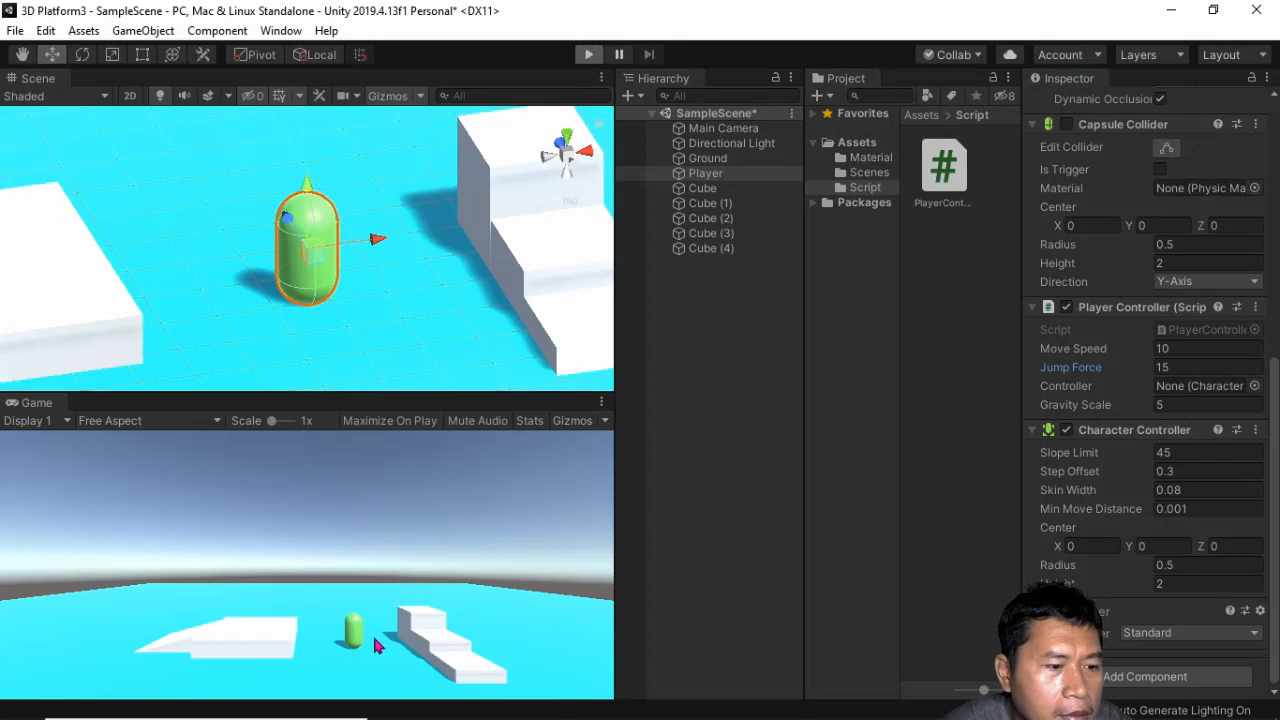 3D Platform3 - SampleScene - PC, Mac & Linux Standalone - Unity 2019.4.13f1 Personal* <DX11>
File Edit Assets GameObject Component Window Help
Pivot Local Collab Account Layers Layout
Scene
Shaded 2D 0 Gizmos All
Iso
Game
Display 1 Free Aspect Scale 1x Maximize On Play Mute Audio Stats Gizmos
Hierarchy
All
SampleScene*
Main Camera
Directional Light
Ground
Player
Cube
Cube (1)
Cube (2)
Cube (3)
Cube (4)
Project
8
Favorites
Assets
Material
Scenes
Script
Packages
Assets Script
#
PlayerCont...
Inspector
Dynamic Occlusion
Capsule Collider
Edit Collider
Is Trigger
Material None (Physic Ma
Center
X 0 Y 0 Z 0
Radius 0.5
Height 2
Direction Y-Axis
# Player Controller (Scrip
Script PlayerControlle
Move Speed 10
Jump Force 15
Controller None (Character
Gravity Scale 5
Character Controller
Slope Limit 45
Step Offset 0.3
Skin Width 0.08
Min Move Distance 0.001
Center
X 0 Y 0 Z 0
Radius 0.5
Height 2
Standard
Add Component
Auto Generate Lighting On